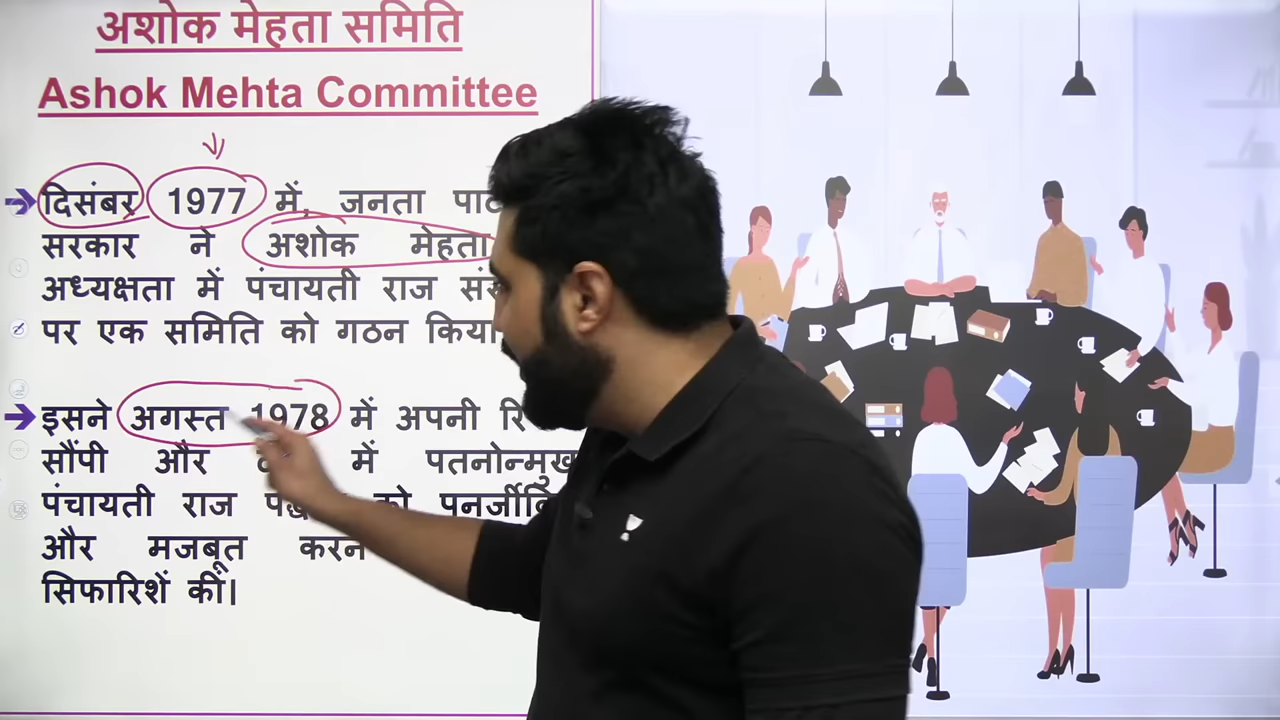 अशोक मेहता समिति
Ashok Mehta Committee
दिसंबर 1977 में, जनता
सरकार ने अशोक मेहता
अध्यक्षता में पंचायती राज
पर एक समिति को गठन किया
इसने अगस्त 1978 में अपनी
सौंपी और में पतनोन्मुख
पंचायती राज को
और मजबूत
सिफारिशें कीं।